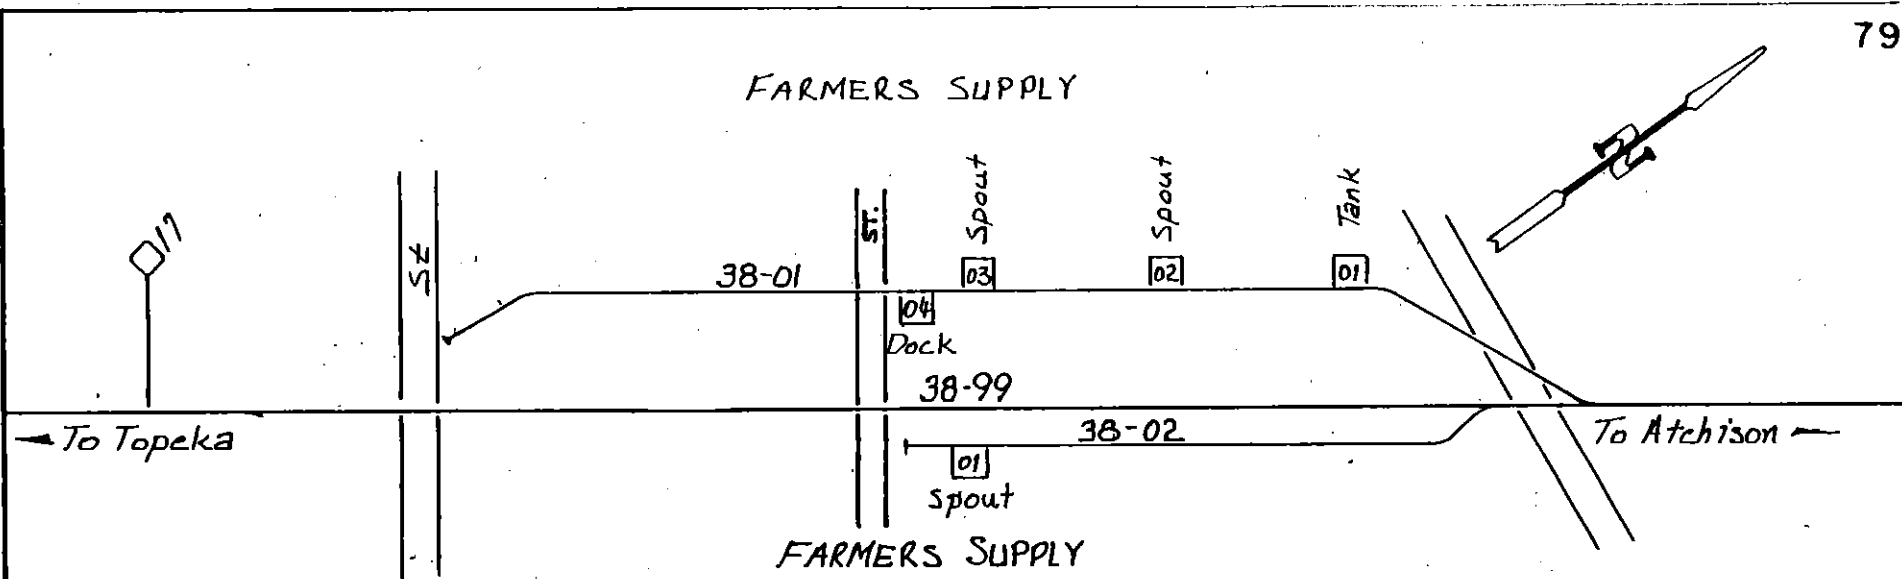 79
FARMERS SUPPLY
17
St
ST.
Spout
Spout
Tank
N
38-01
03
02
01
04
Dock
38-99
To Topeka
38-02
To Atchison
01
Spout
FARMERS SUPPLY